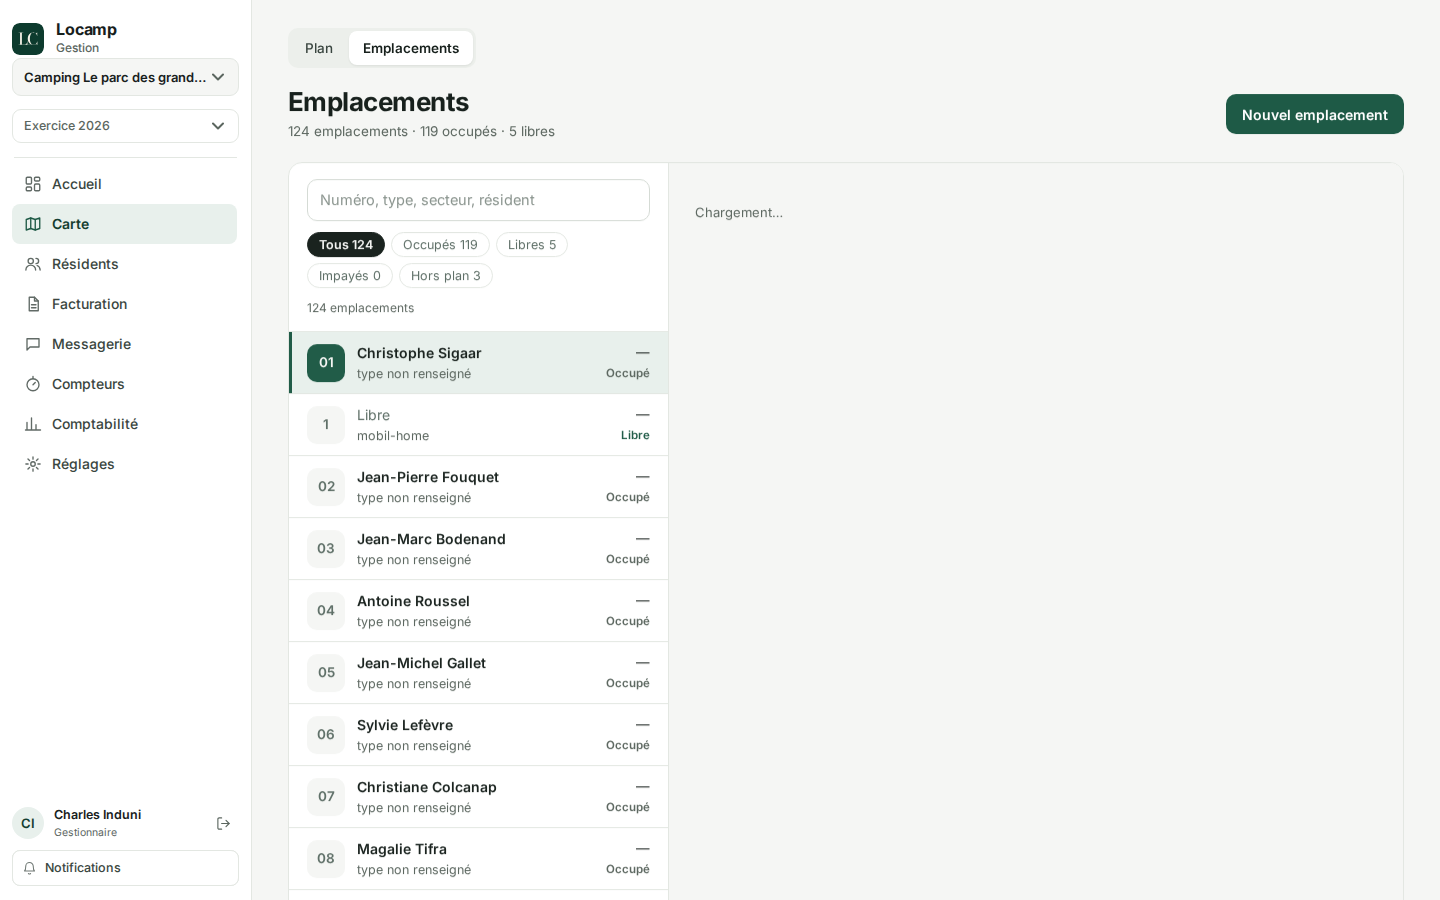 LC
Locamp
Gestion
Camping Le parc des grand...
Exercice 2026
Accueil
Carte
Résidents
Facturation
Messagerie
Compteurs
Comptabilité
Réglages
CI
Charles Induni
Gestionnaire
Notifications
Plan
Emplacements
Emplacements
124 emplacements · 119 occupés · 5 libres
Nouvel emplacement
Numéro, type, secteur, résident
Tous 124
Occupés 119
Libres 5
Impayés 0
Hors plan 3
124 emplacements
01
Christophe Sigaar
—
type non renseigné
Occupé
1
Libre
—
mobil-home
Libre
02
Jean-Pierre Fouquet
—
type non renseigné
Occupé
03
Jean-Marc Bodenand
—
type non renseigné
Occupé
04
Antoine Roussel
—
type non renseigné
Occupé
05
Jean-Michel Gallet
—
type non renseigné
Occupé
06
Sylvie Lefèvre
—
type non renseigné
Occupé
07
Christiane Colcanap
—
type non renseigné
Occupé
08
Magalie Tifra
—
type non renseigné
Occupé
Chargement...